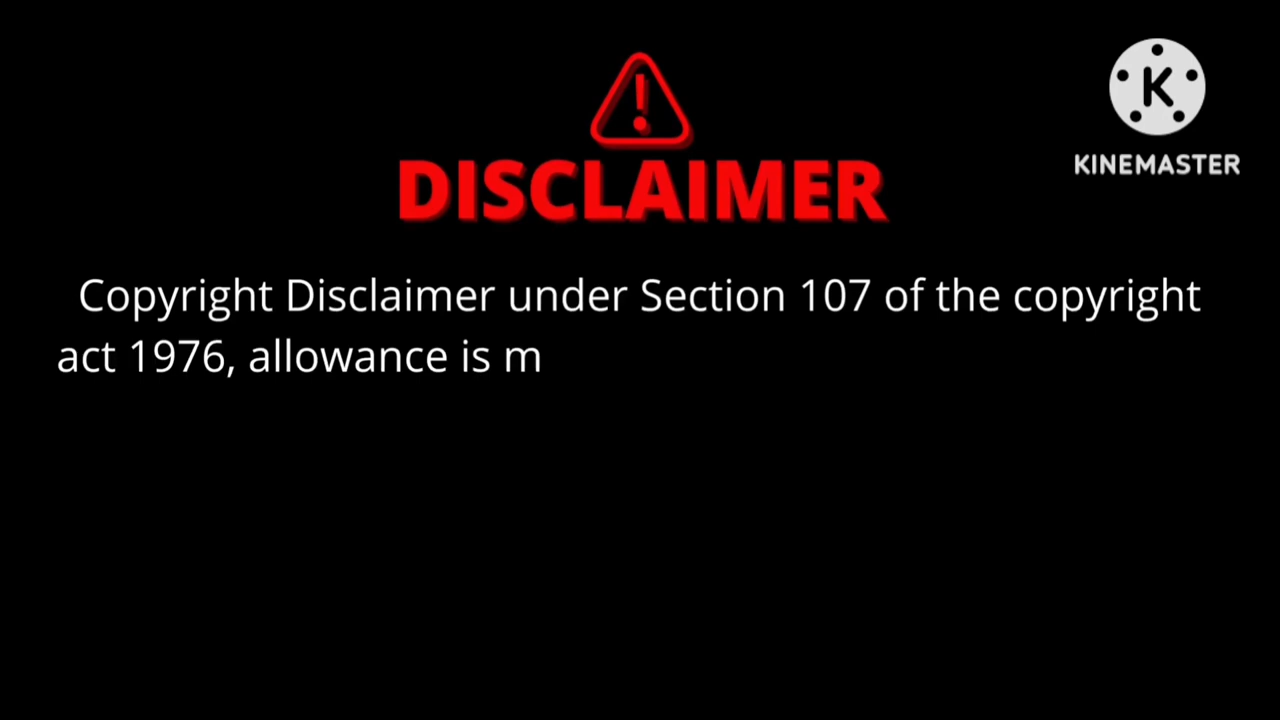 K
KINEMASTER
DISCLAIMER
Copyright Disclaimer under Section 107 of the copyright
act 1976, allowance is m